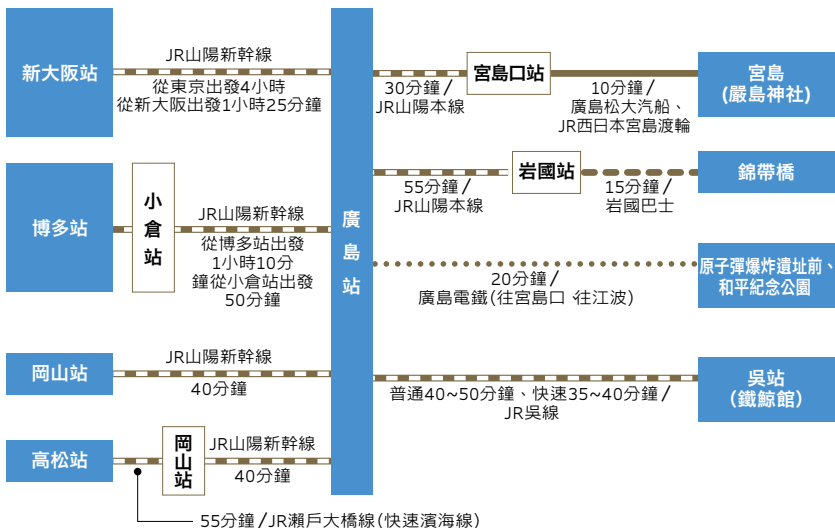 新大阪站
JR山陽新幹線
從東京出發4小時
從新大阪出發1小時25分鐘
博多站
小倉站
JR山陽新幹線
從博多站出發
1小時10分
鐘從小倉站出發
50分鐘
岡山站
JR山陽新幹線
40分鐘
高松站
岡山站
JR山陽新幹線
40分鐘
55分鐘/JR瀨戶大橋線(快速濱海線)
廣島站
30分鐘/
JR山陽本線
宮島口站
10分鐘/
廣島松大汽船、
JR西日本宮島渡輪
宮島
(嚴島神社)
55分鐘/
JR山陽本線
岩國站
15分鐘/
岩國巴士
錦帶橋
20分鐘/
廣島電鐵(往宮島口、往江波)
原子彈爆炸遺址前、
和平紀念公園
普通40~50分鐘、快速35~40分鐘/
JR吳線
吳站
(鐵鯨館)